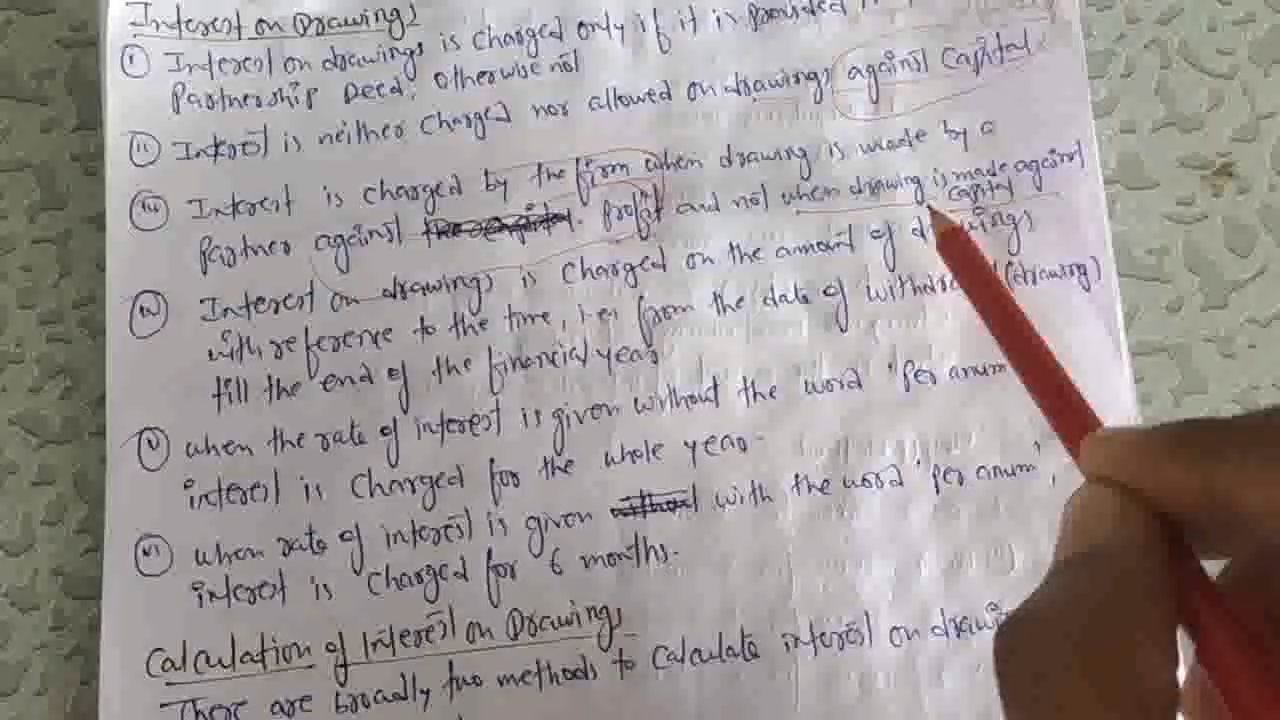 Interest on Drawings
(i) Interest on drawings is charged only if it is provided
Partnership Deed, otherwise not
(ii) Interest is neither charged nor allowed on drawings against capital.
(iii) Interest is charged by the firm when drawing is made by a
Partner against profit and not when drawing is made against
capital
(iv) Interest on drawings is charged on the amount of drawings
with reference to the time, i.e. from the date of (drawing)
till the end of the financial year
(v) when the rate of interest is given without the word 'Per anum
interest is charged for the whole year.
(vi) when rate of interest is given with the word 'per anum',
interest is charged for 6 months.
Calculation of Interest on Drawings
There are broadly two methods to calculate interest on